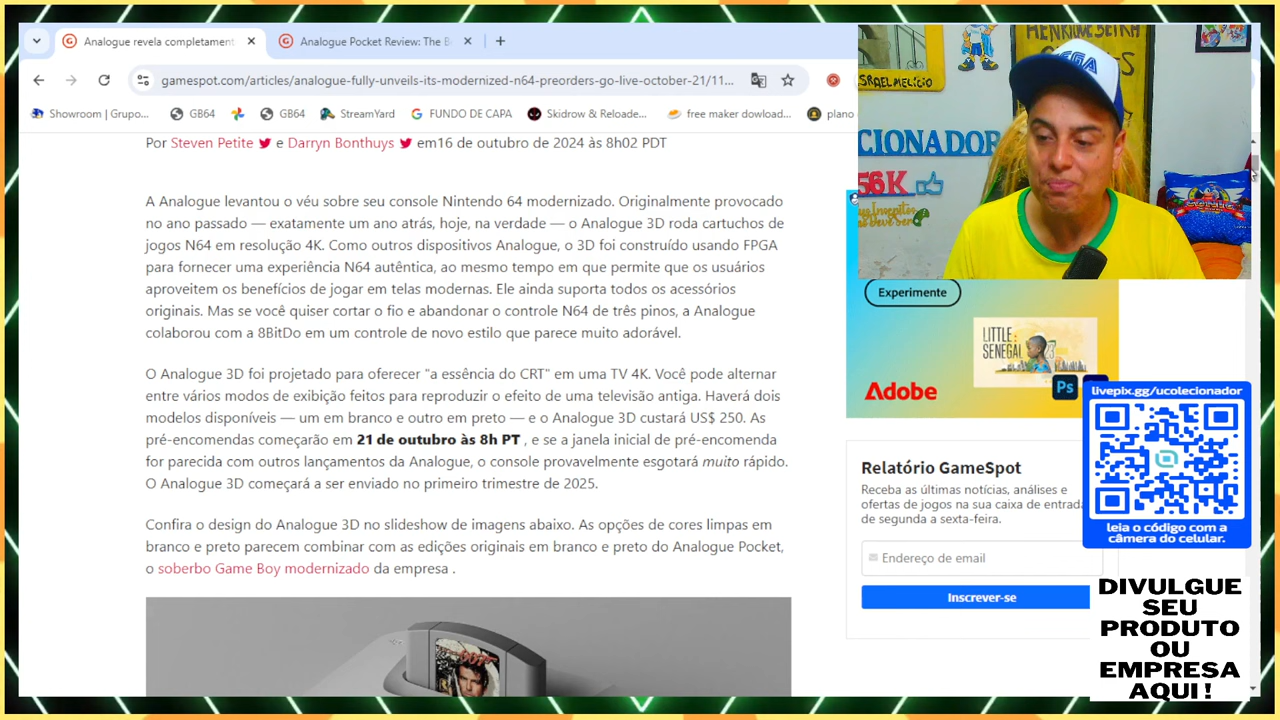 Analogue revela completament
Analogue Pocket Review: The B
gamespot.com/articles/analogue-fully-unveils-its-modernized-n64-preorders-go-live-october-21/11...
Showroom | Grupo...
GB64
GB64
StreamYard
FUNDO DE CAPA
Skidrow & Reloade...
free maker dowload...
plano
Por Steven Petite e Darryn Bonthuys em16 de outubro de 2024 às 8h02 PDT
A Analogue levantou o véu sobre seu console Nintendo 64 modernizado. Originalmente provocado
no ano passado — exatamente um ano atrás, hoje, na verdade — o Analogue 3D roda cartuchos de
jogos N64 em resolução 4K. Como outros dispositivos Analogue, o 3D foi construído usando FPGA
para fornecer uma experiência N64 autêntica, ao mesmo tempo em que permite que os usuários
aproveitem os benefícios de jogar em telas modernas. Ele ainda suporta todos os acessórios
originais. Mas se você quiser cortar o fio e abandonar o controle N64 de três pinos, a Analogue
colaborou com a 8BitDo em um controle de novo estilo que parece muito adorável.
O Analogue 3D foi projetado para oferecer "a essência do CRT" em uma TV 4K. Você pode alternar
entre vários modos de exibição feitos para reproduzir o efeito de uma televisão antiga. Haverá dois
modelos disponíveis — um em branco e outro em preto — e o Analogue 3D custará US$ 250. As
pré-encomendas começarão em 21 de outubro às 8h PT , e se a janela inicial de pré-encomenda
for parecida com outros lançamentos da Analogue, o console provavelmente esgotará muito rápido.
O Analogue 3D começará a ser enviado no primeiro trimestre de 2025.
Confira o design do Analogue 3D no slideshow de imagens abaixo. As opções de cores limpas em
branco e preto parecem combinar com as edições originais em branco e preto do Analogue Pocket,
o soberbo Game Boy modernizado da empresa .
ISRAEL MELÍCIO
CIONADOR
56K
SEGA
Experimente
LITTLE
SENEGAL
Adobe
Ps
Relatório GameSpot
Receba as últimas notícias, análises e
ofertas de jogos na sua caixa de entrada
de segunda a sexta-feira.
Endereço de email
Inscrever-se
livepix.gg/ucolecionador
leia o código com a
câmera do celular.
DIVULGUE
SEU
PRODUTO
OU
EMPRESA
AQUI!